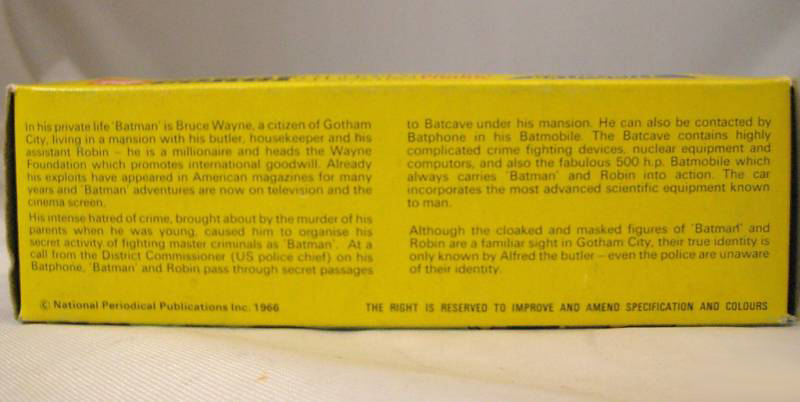 In his private life 'Batman' is Bruce Wayne, a citizen of Gotham
City, living in a mansion with his butler, housekeeper and his
assistant Robin – he is a millionaire and heads the Wayne
Foundation which promotes international goodwill. Already
his exploits have appeared in American magazines for many
years and 'Batman' adventures are now on television and the
cinema screen.
His intense hatred of crime, brought about by the murder of his
parents when he was young, caused him to organise his
secret activity of fighting master criminals as 'Batman'. At a
call from the District Commissioner (US police chief) on his
Batphone, 'Batman' and Robin pass through secret passages
to Batcave under his mansion. He can also be contacted by
Batphone in his Batmobile. The Batcave contains highly
complicated crime fighting devices, nuclear equipment and
computors, and also the fabulous 500 h.p. Batmobile which
always carries 'Batman' and Robin into action. The car
incorporates the most advanced scientific equipment known
to man.
Although the cloaked and masked figures of 'Batman' and
Robin are a familiar sight in Gotham City, their true identity is
only known by Alfred the butler – even the police are unaware
of their identity.
© National Periodical Publications Inc. 1966
THE RIGHT IS RESERVED TO IMPROVE AND AMEND SPECIFICATION AND COLOURS